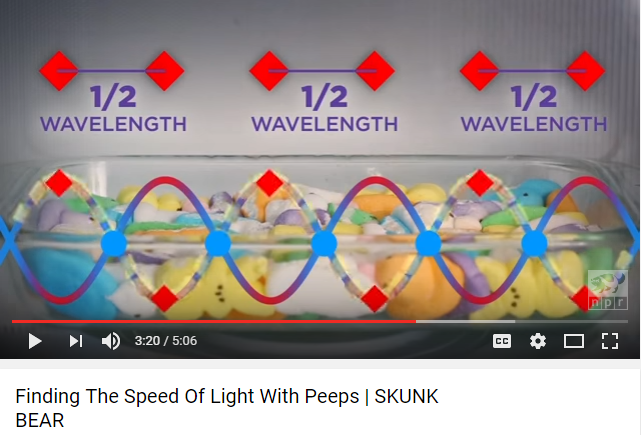 1/2
WAVELENGTH
1/2
WAVELENGTH
1/2
WAVELENGTH
npr
3:20 / 5:06
CC
Finding The Speed Of Light With Peeps | SKUNK
BEAR